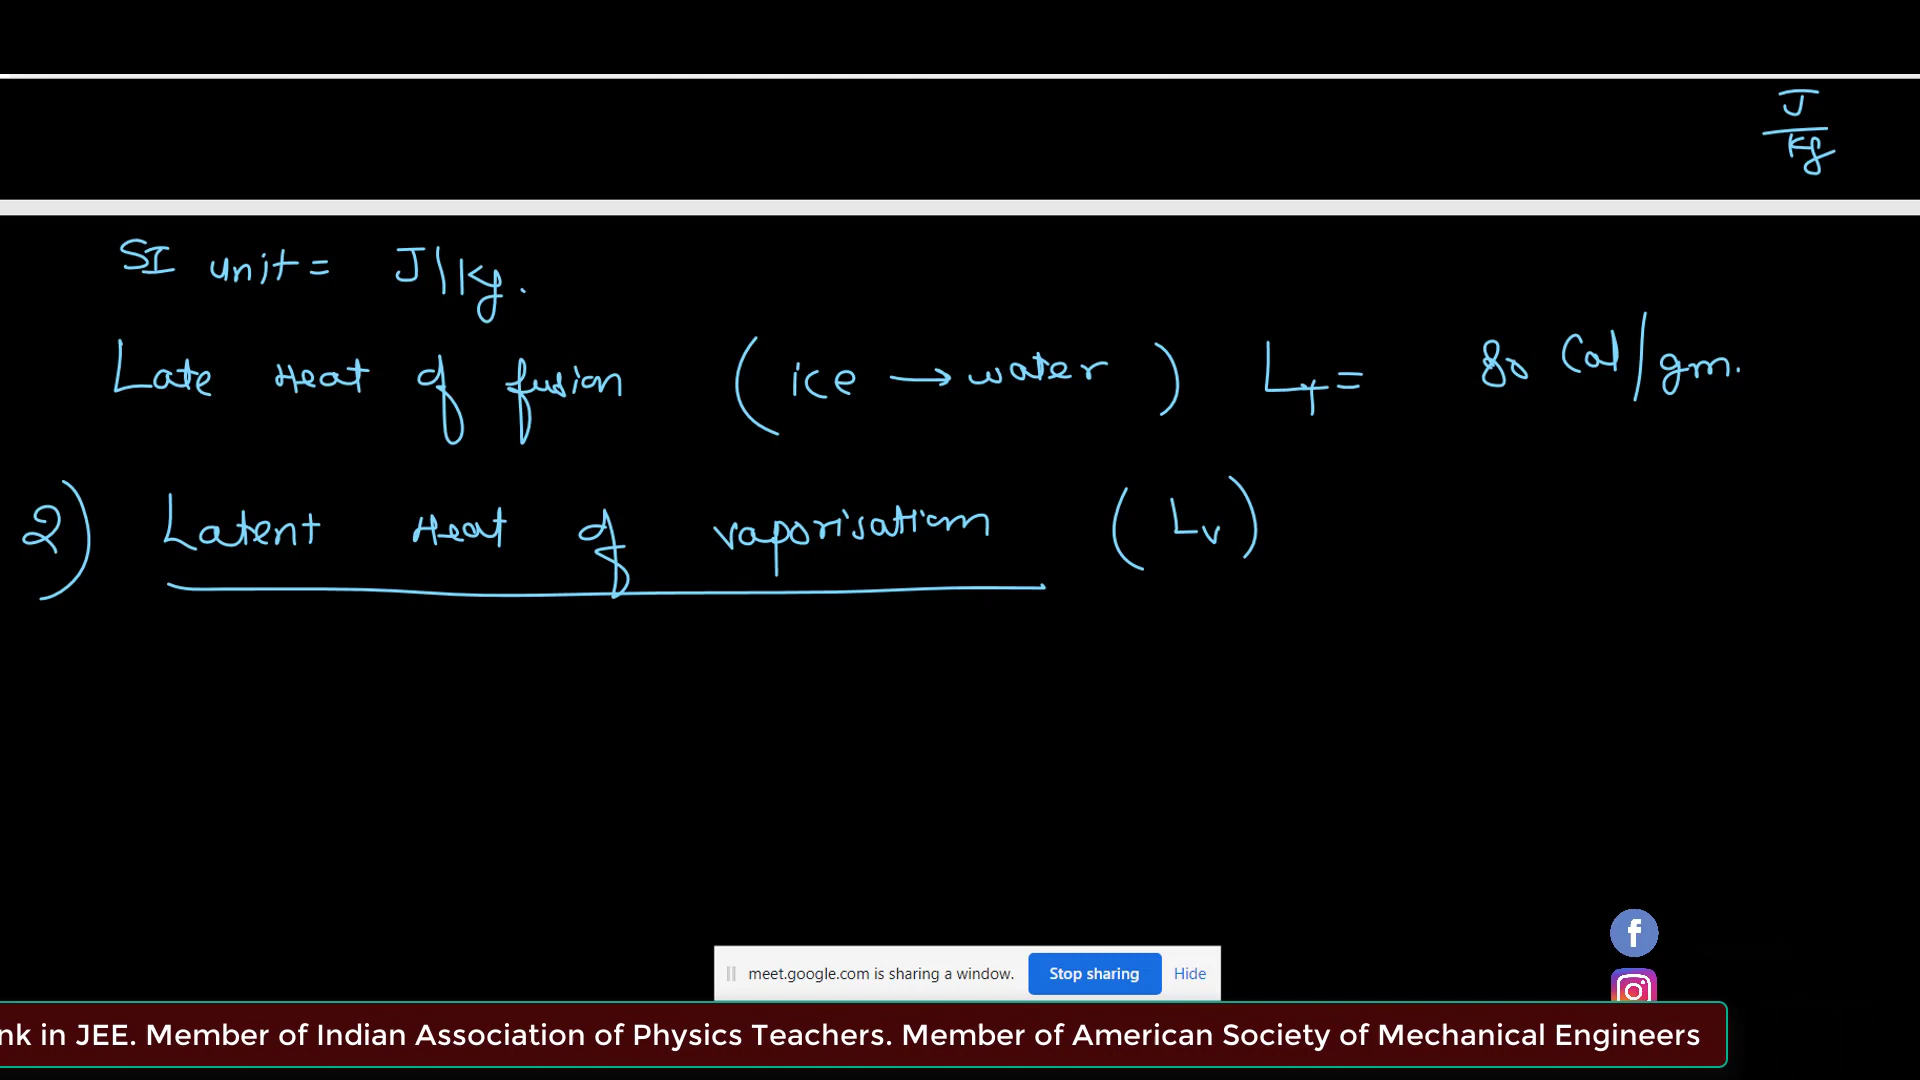 J
kg
SI unit = J/kg.
Late Heat of fusion (ice → water) Lf = 80 Cal/gm.
2) Latent Heat of vaporisation (Lv)
meet.google.com is sharing a window. Stop sharing Hide
nk in JEE. Member of Indian Association of Physics Teachers. Member of American Society of Mechanical Engineers